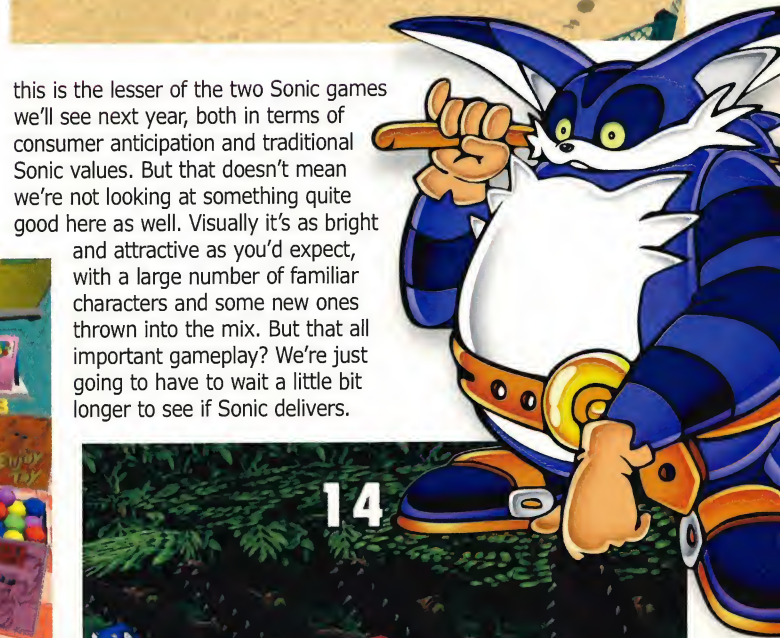 this is the lesser of the two Sonic games
we'll see next year, both in terms of
consumer anticipation and traditional
Sonic values. But that doesn't mean
we're not looking at something quite
good here as well. Visually it's as bright
and attractive as you'd expect,
with a large number of familiar
characters and some new ones
thrown into the mix. But that all
important gameplay? We're just
going to have to wait a little bit
longer to see if Sonic delivers.
14
ENJOY
TOY